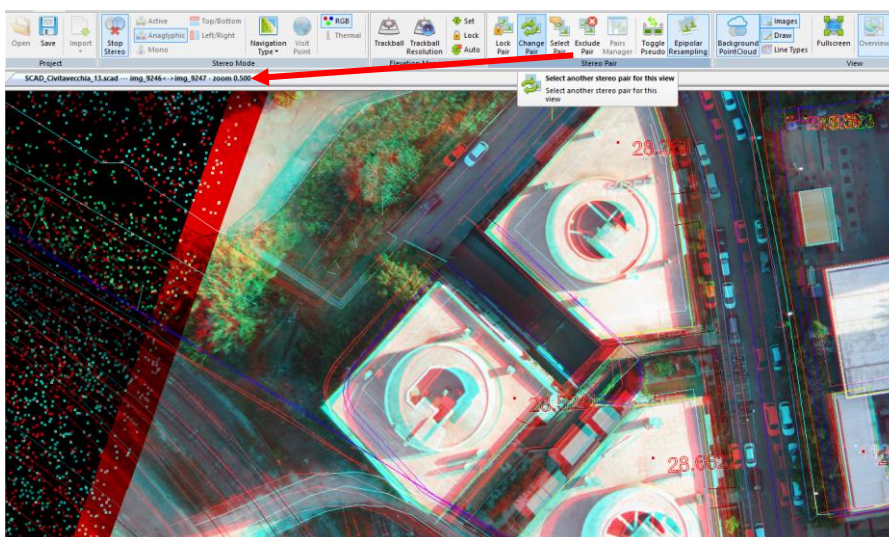 Open
Save
Import
Stop Stereo
Active
Anaglyphic
Mono
Top/Bottom
Left/Right
Navigation Type
Visit Point
RGB
Thermal
Trackball
Trackball Resolution
Set
Lock
Auto
Lock Pair
Change Pair
Select Pair
Exclude Pair
Pairs Manager
Toggle Pseudo
Epipolar Resampling
Background PointCloud
Images
Draw
Line Types
Fullscreen
Overview
Project
Stereo Mode
Stereo Pair
View
SCAD_Civitavecchia_13.scad --- img_9246<->img_9247 - zoom 0.500
Select another stereo pair for this view
Select another stereo pair for this
view